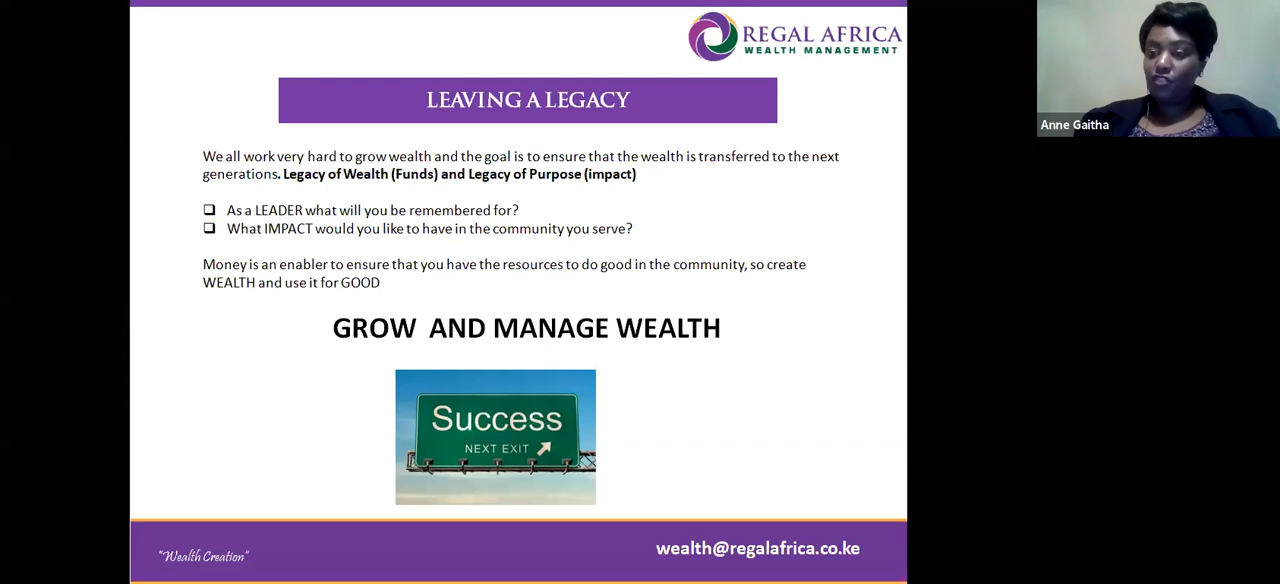 REGAL AFRICA
WEALTH MANAGEMENT
Anne Gaitha
LEAVING A LEGACY
We all work very hard to grow wealth and the goal is to ensure that the wealth is transferred to the next
generations. Legacy of Wealth (Funds) and Legacy of Purpose (impact)
As a LEADER what will you be remembered for?
What IMPACT would you like to have in the community you serve?
Money is an enabler to ensure that you have the resources to do good in the community, so create
WEALTH and use it for GOOD
GROW AND MANAGE WEALTH
Success
NEXT EXIT
"Wealth Creation"
wealth@regalafrica.co.ke